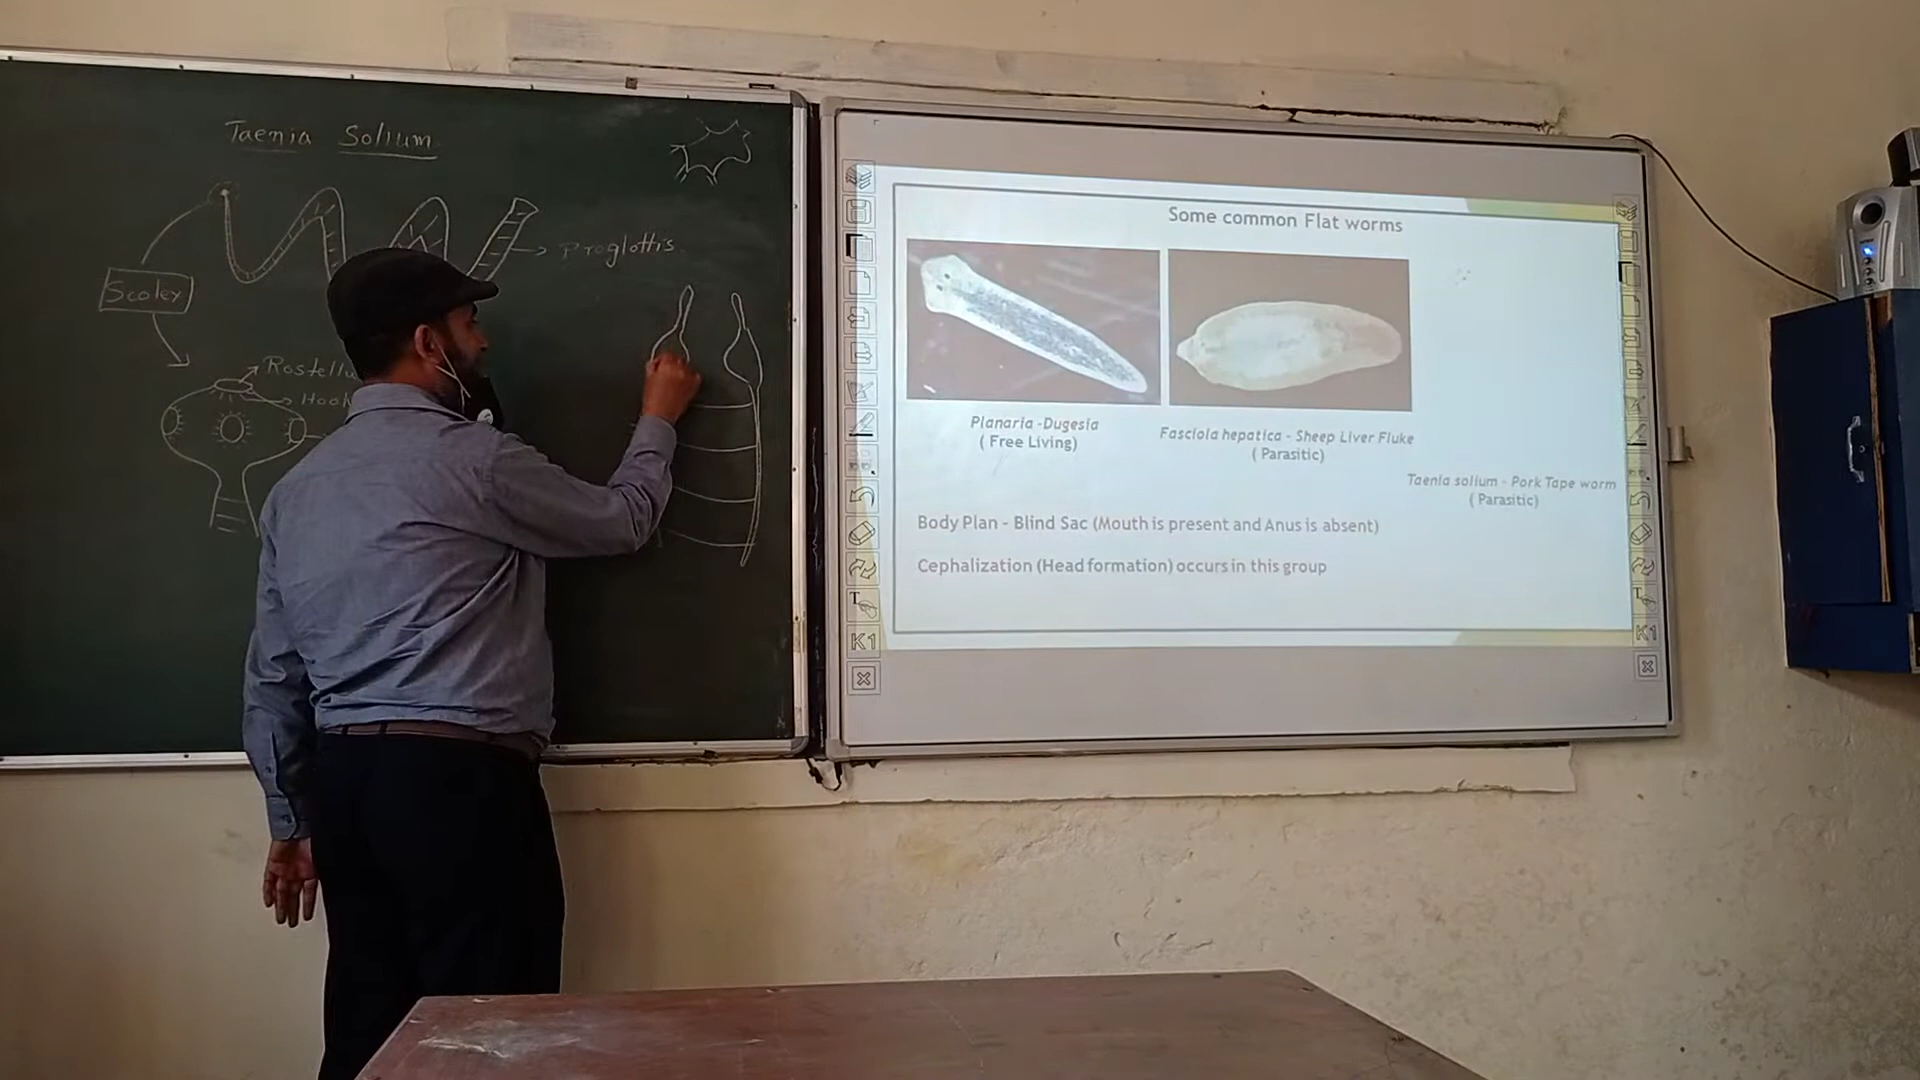 Taenia Solium
Proglottis
Scolex
Rostellu
Hook
Some common Flat worms
Planaria -Dugesia
( Free Living)
Fasciola hepatica - Sheep Liver Fluke
( Parasitic)
Taenia solium - Pork Tape worm
( Parasitic)
Body Plan - Blind Sac (Mouth is present and Anus is absent)
Cephalization (Head formation) occurs in this group
T
K1
T
K1